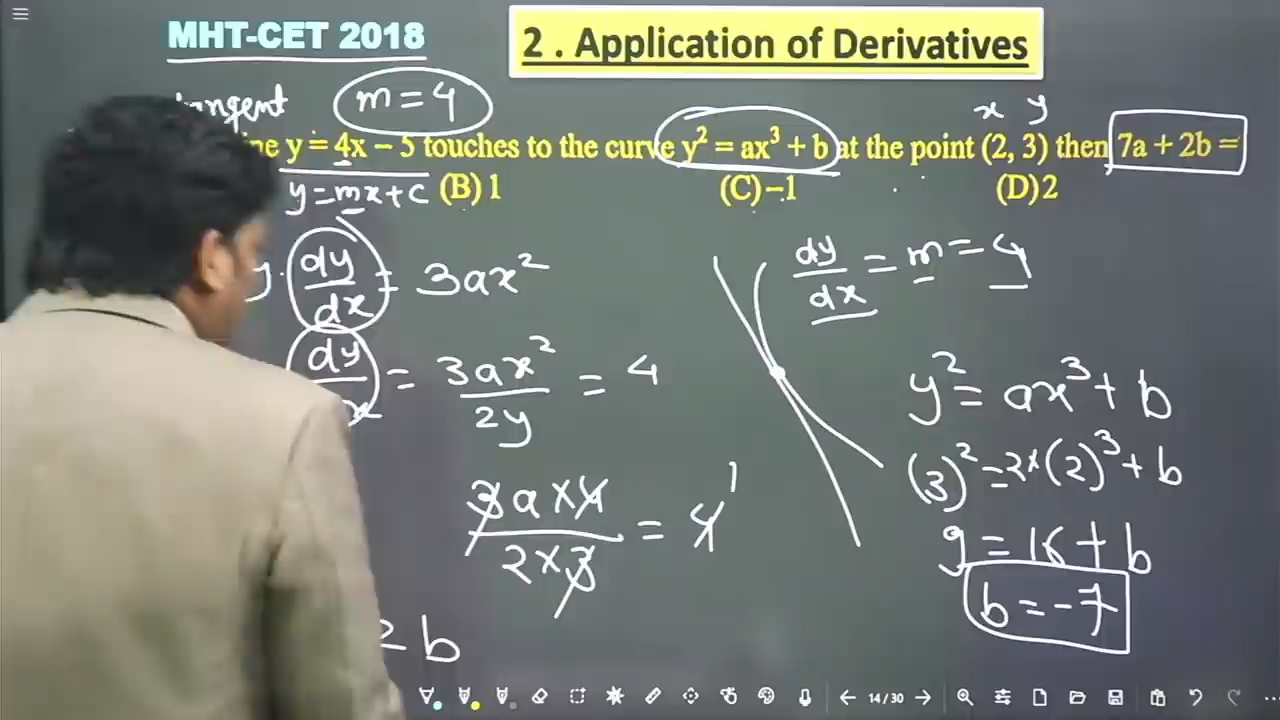 MHT-CET 2018
2 . Application of Derivatives
tangent m = 4
x y
y = 4x – 5 touches to the curve y² = ax³ + b at the point (2, 3) then 7a + 2b =
y = mx + c (B) 1 (C) –1 (D) 2
dy/dx = 3ax²
dy/dx = m = 4
= 3ax²/2y = 4
y² = ax³ + b
(3)² = 2×(2)³ + b
3a×4/2×3 = 4 1
9 = 16 + b
b = -7
2b
14 / 30